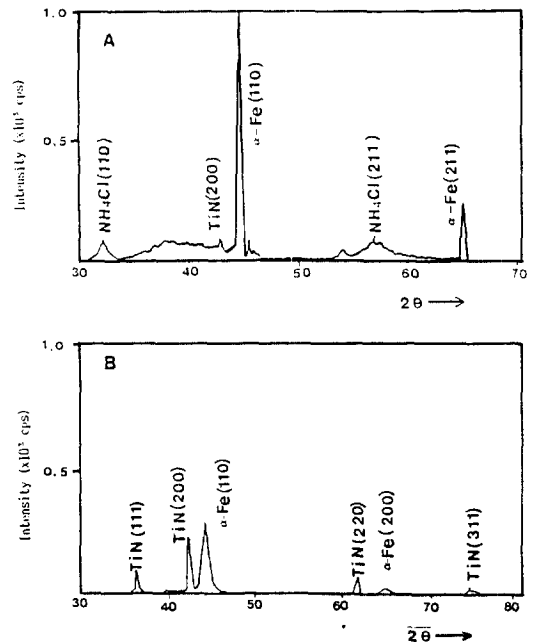 A
1.0
0.5
Intensity (x10³ cps)
NH₄Cl(110)
TiN(200)
α-Fe(110)
NH₄Cl(211)
α-Fe(211)
30 40 50 60 70
2θ →
B
1.0
0.5
Intensity (x10³ cps)
TiN(111)
TiN(200)
α-Fe(110)
TiN(220)
α-Fe(200)
TiN(311)
30 40 50 60 70 80
2θ →